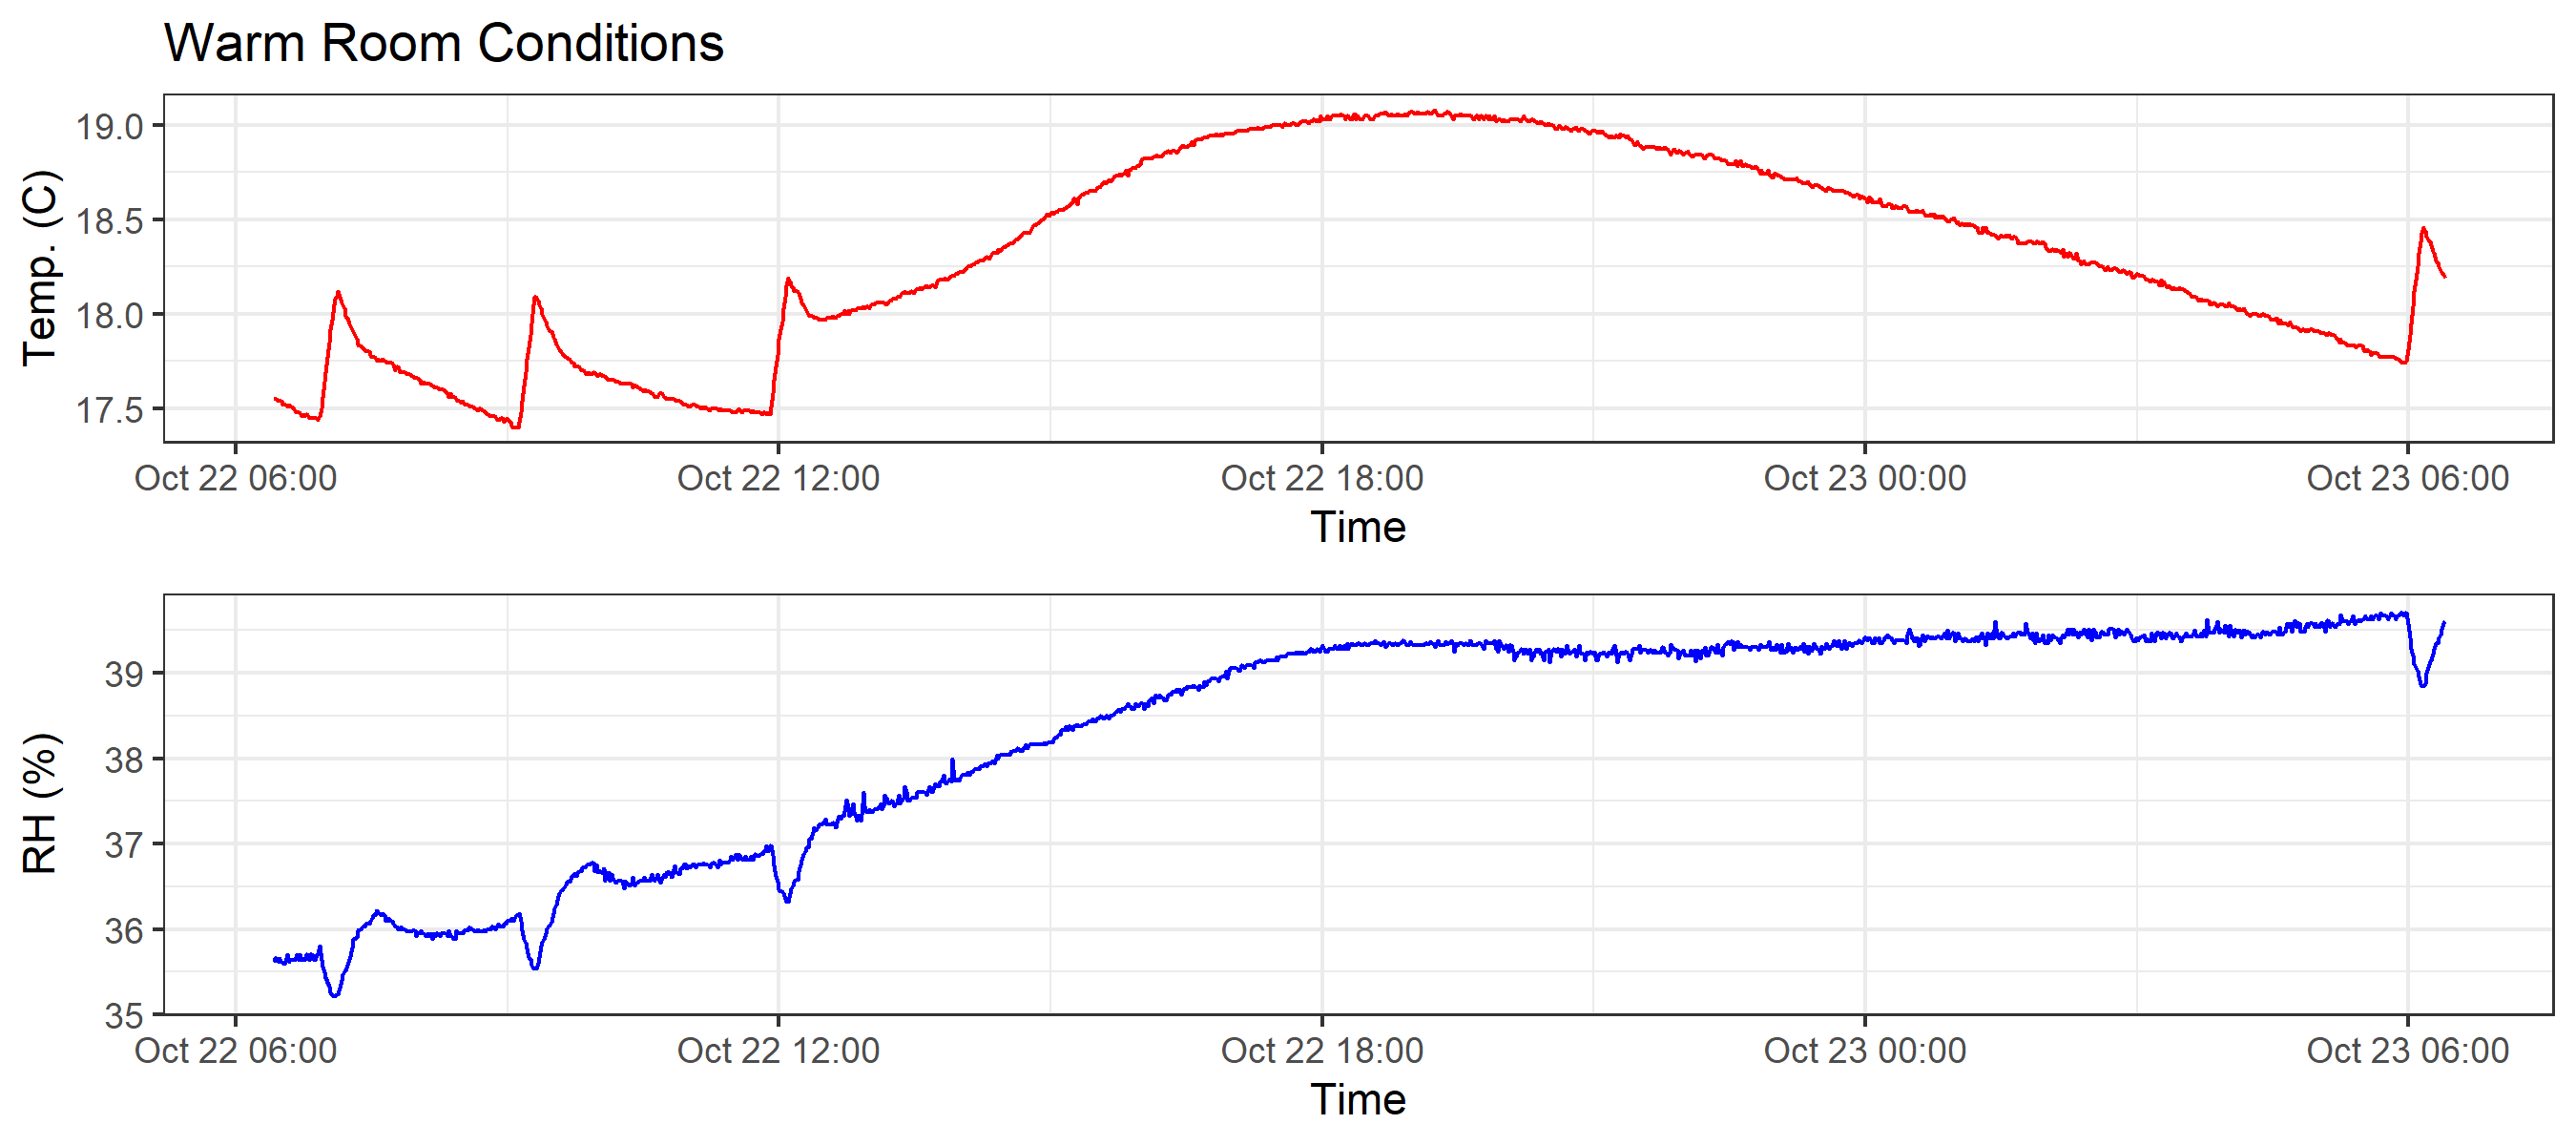 Warm Room Conditions
Temp. (C)
19.0
18.5
18.0
17.5
Oct 22 06:00 Oct 22 12:00 Oct 22 18:00 Oct 23 00:00 Oct 23 06:00
Time
RH (%)
39
38
37
36
35
Oct 22 06:00 Oct 22 12:00 Oct 22 18:00 Oct 23 00:00 Oct 23 06:00
Time